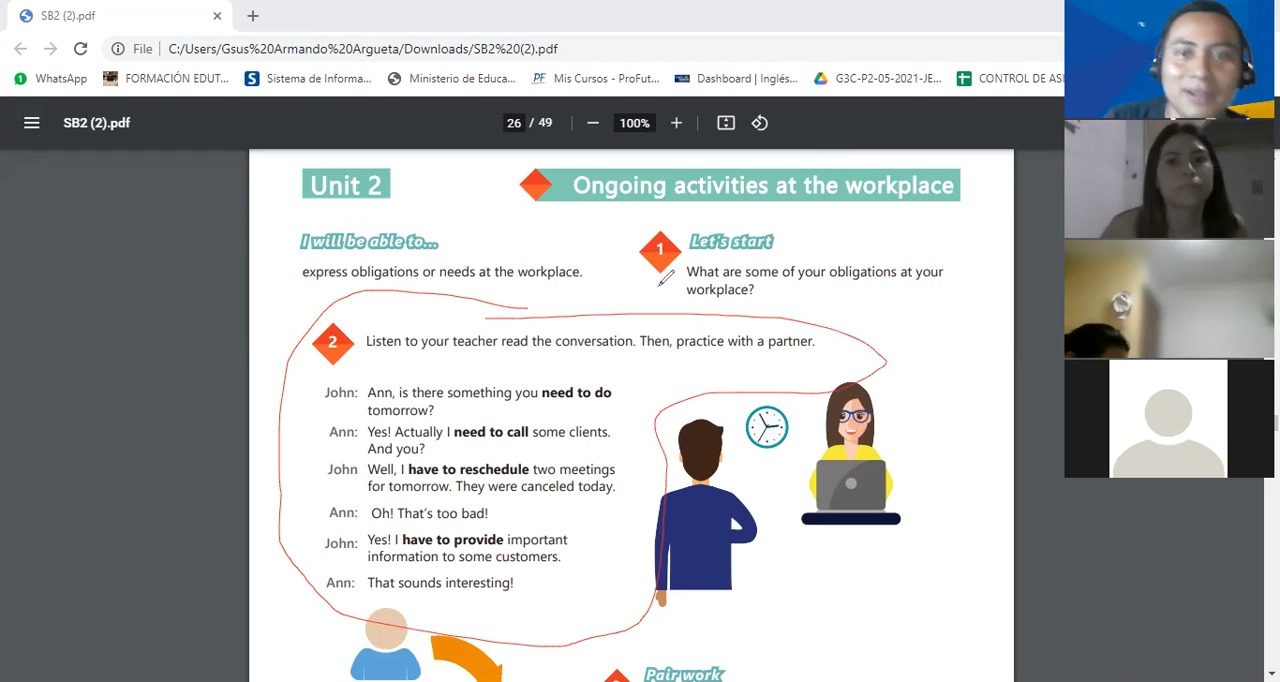 SB2 (2).pdf
File
C:/Users/Gsus%20Armando%20Argueta/Downloads/SB2%20(2).pdf
WhatsApp
FORMACIÓN EDUT...
Sistema de Informa...
Ministerio de Educa...
Mis Cursos - ProFut...
Dashboard | Inglés...
G3C-P2-05-2021-JE...
CONTROL DE ASI
SB2 (2).pdf
26 / 49
100%
Unit 2
Ongoing activities at the workplace
I will be able to...
express obligations or needs at the workplace.
1
Let's start
What are some of your obligations at your
workplace?
2
Listen to your teacher read the conversation. Then, practice with a partner.
John: Ann, is there something you need to do
tomorrow?
Ann: Yes! Actually I need to call some clients.
And you?
John Well, I have to reschedule two meetings
for tomorrow. They were canceled today.
Ann: Oh! That's too bad!
John: Yes! I have to provide important
information to some customers.
Ann: That sounds interesting!
Pair work